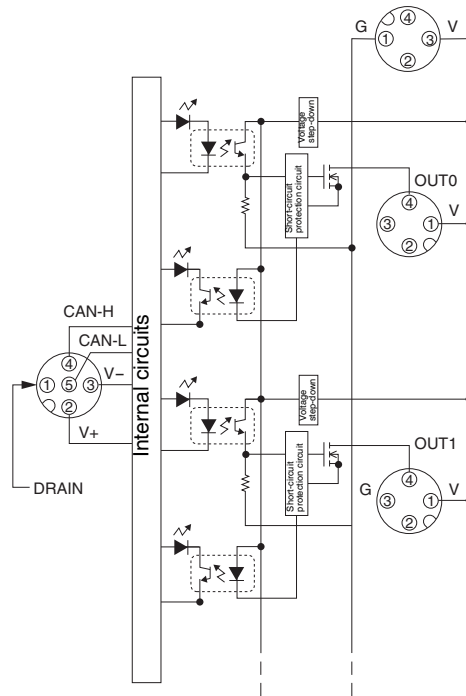 G
V
4
1
3
2
Voltage
step-down
Short-circuit
protection circuit
OUT0
4
3
1
V
2
Internal circuits
CAN-H
CAN-L
4
1
5
3
V−
2
V+
DRAIN
Voltage
step-down
Short-circuit
protection circuit
OUT1
4
G
3
1
V
2